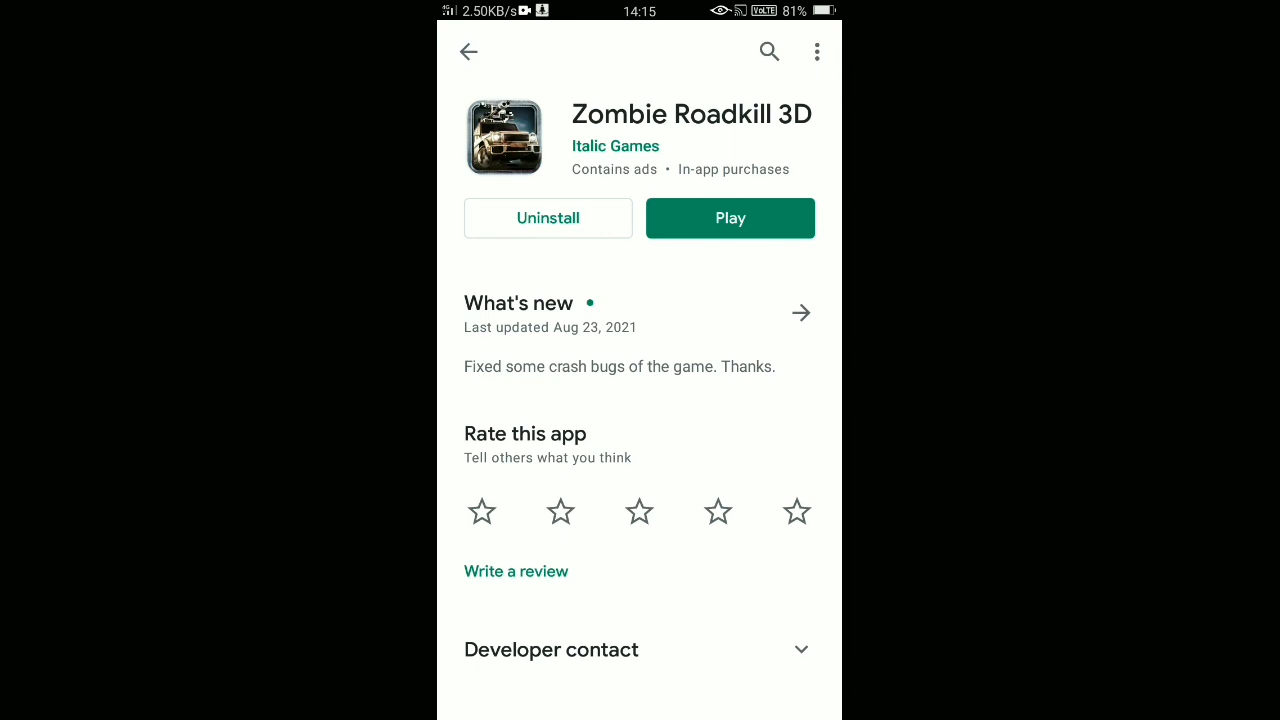 4G 2.50KB/s 14:15 VoLTE 81%
Zombie Roadkill 3D
Italic Games
Contains ads • In-app purchases
Uninstall Play
What's new •
Last updated Aug 23, 2021
Fixed some crash bugs of the game. Thanks.
Rate this app
Tell others what you think
Write a review
Developer contact